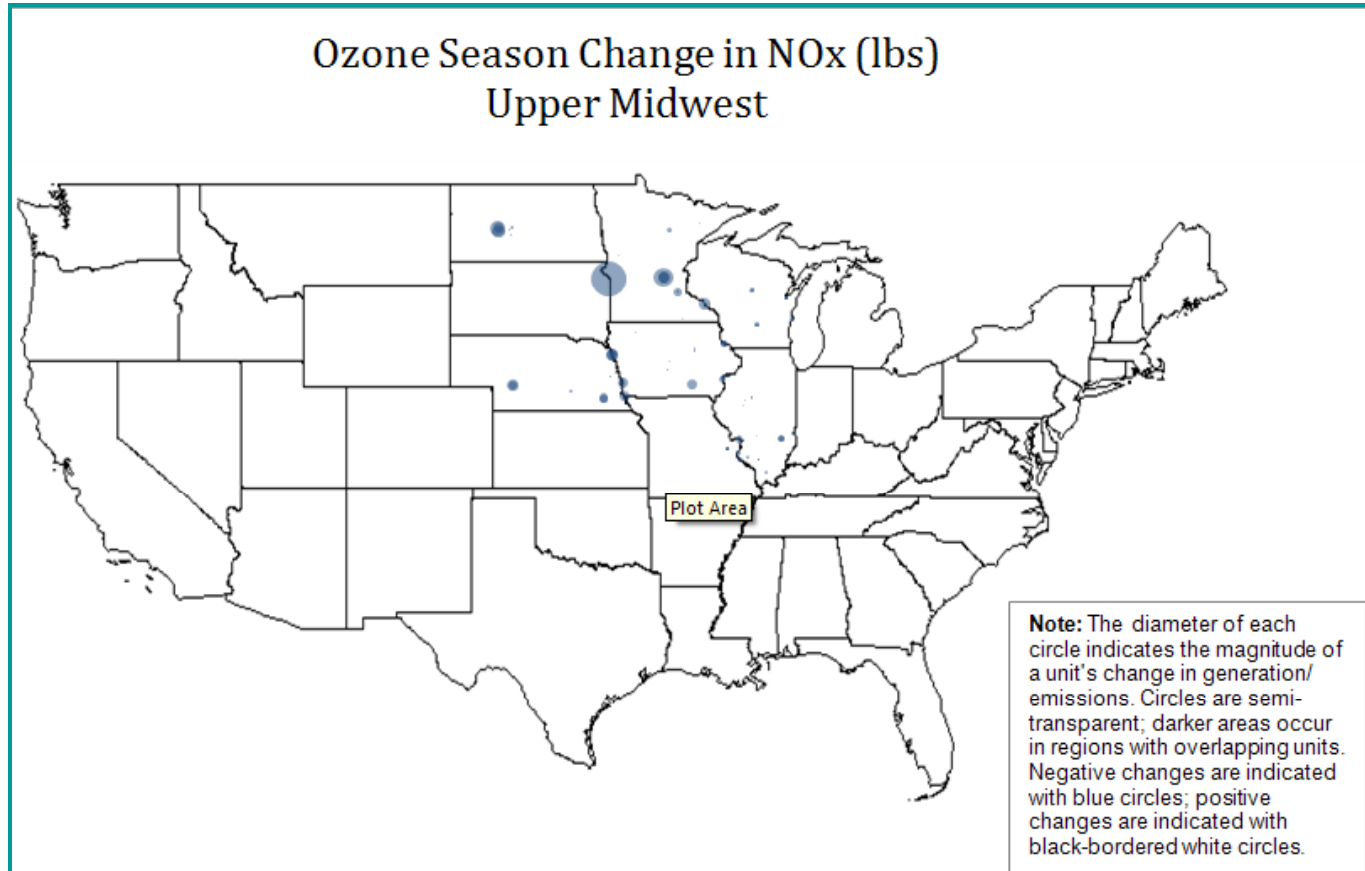 Ozone Season Change in NOx (lbs)
Upper Midwest
Plot Area
Note: The diameter of each
circle indicates the magnitude of
a unit's change in generation/
emissions. Circles are semi-
transparent; darker areas occur
in regions with overlapping units.
Negative changes are indicated
with blue circles; positive
changes are indicated with
black-bordered white circles.